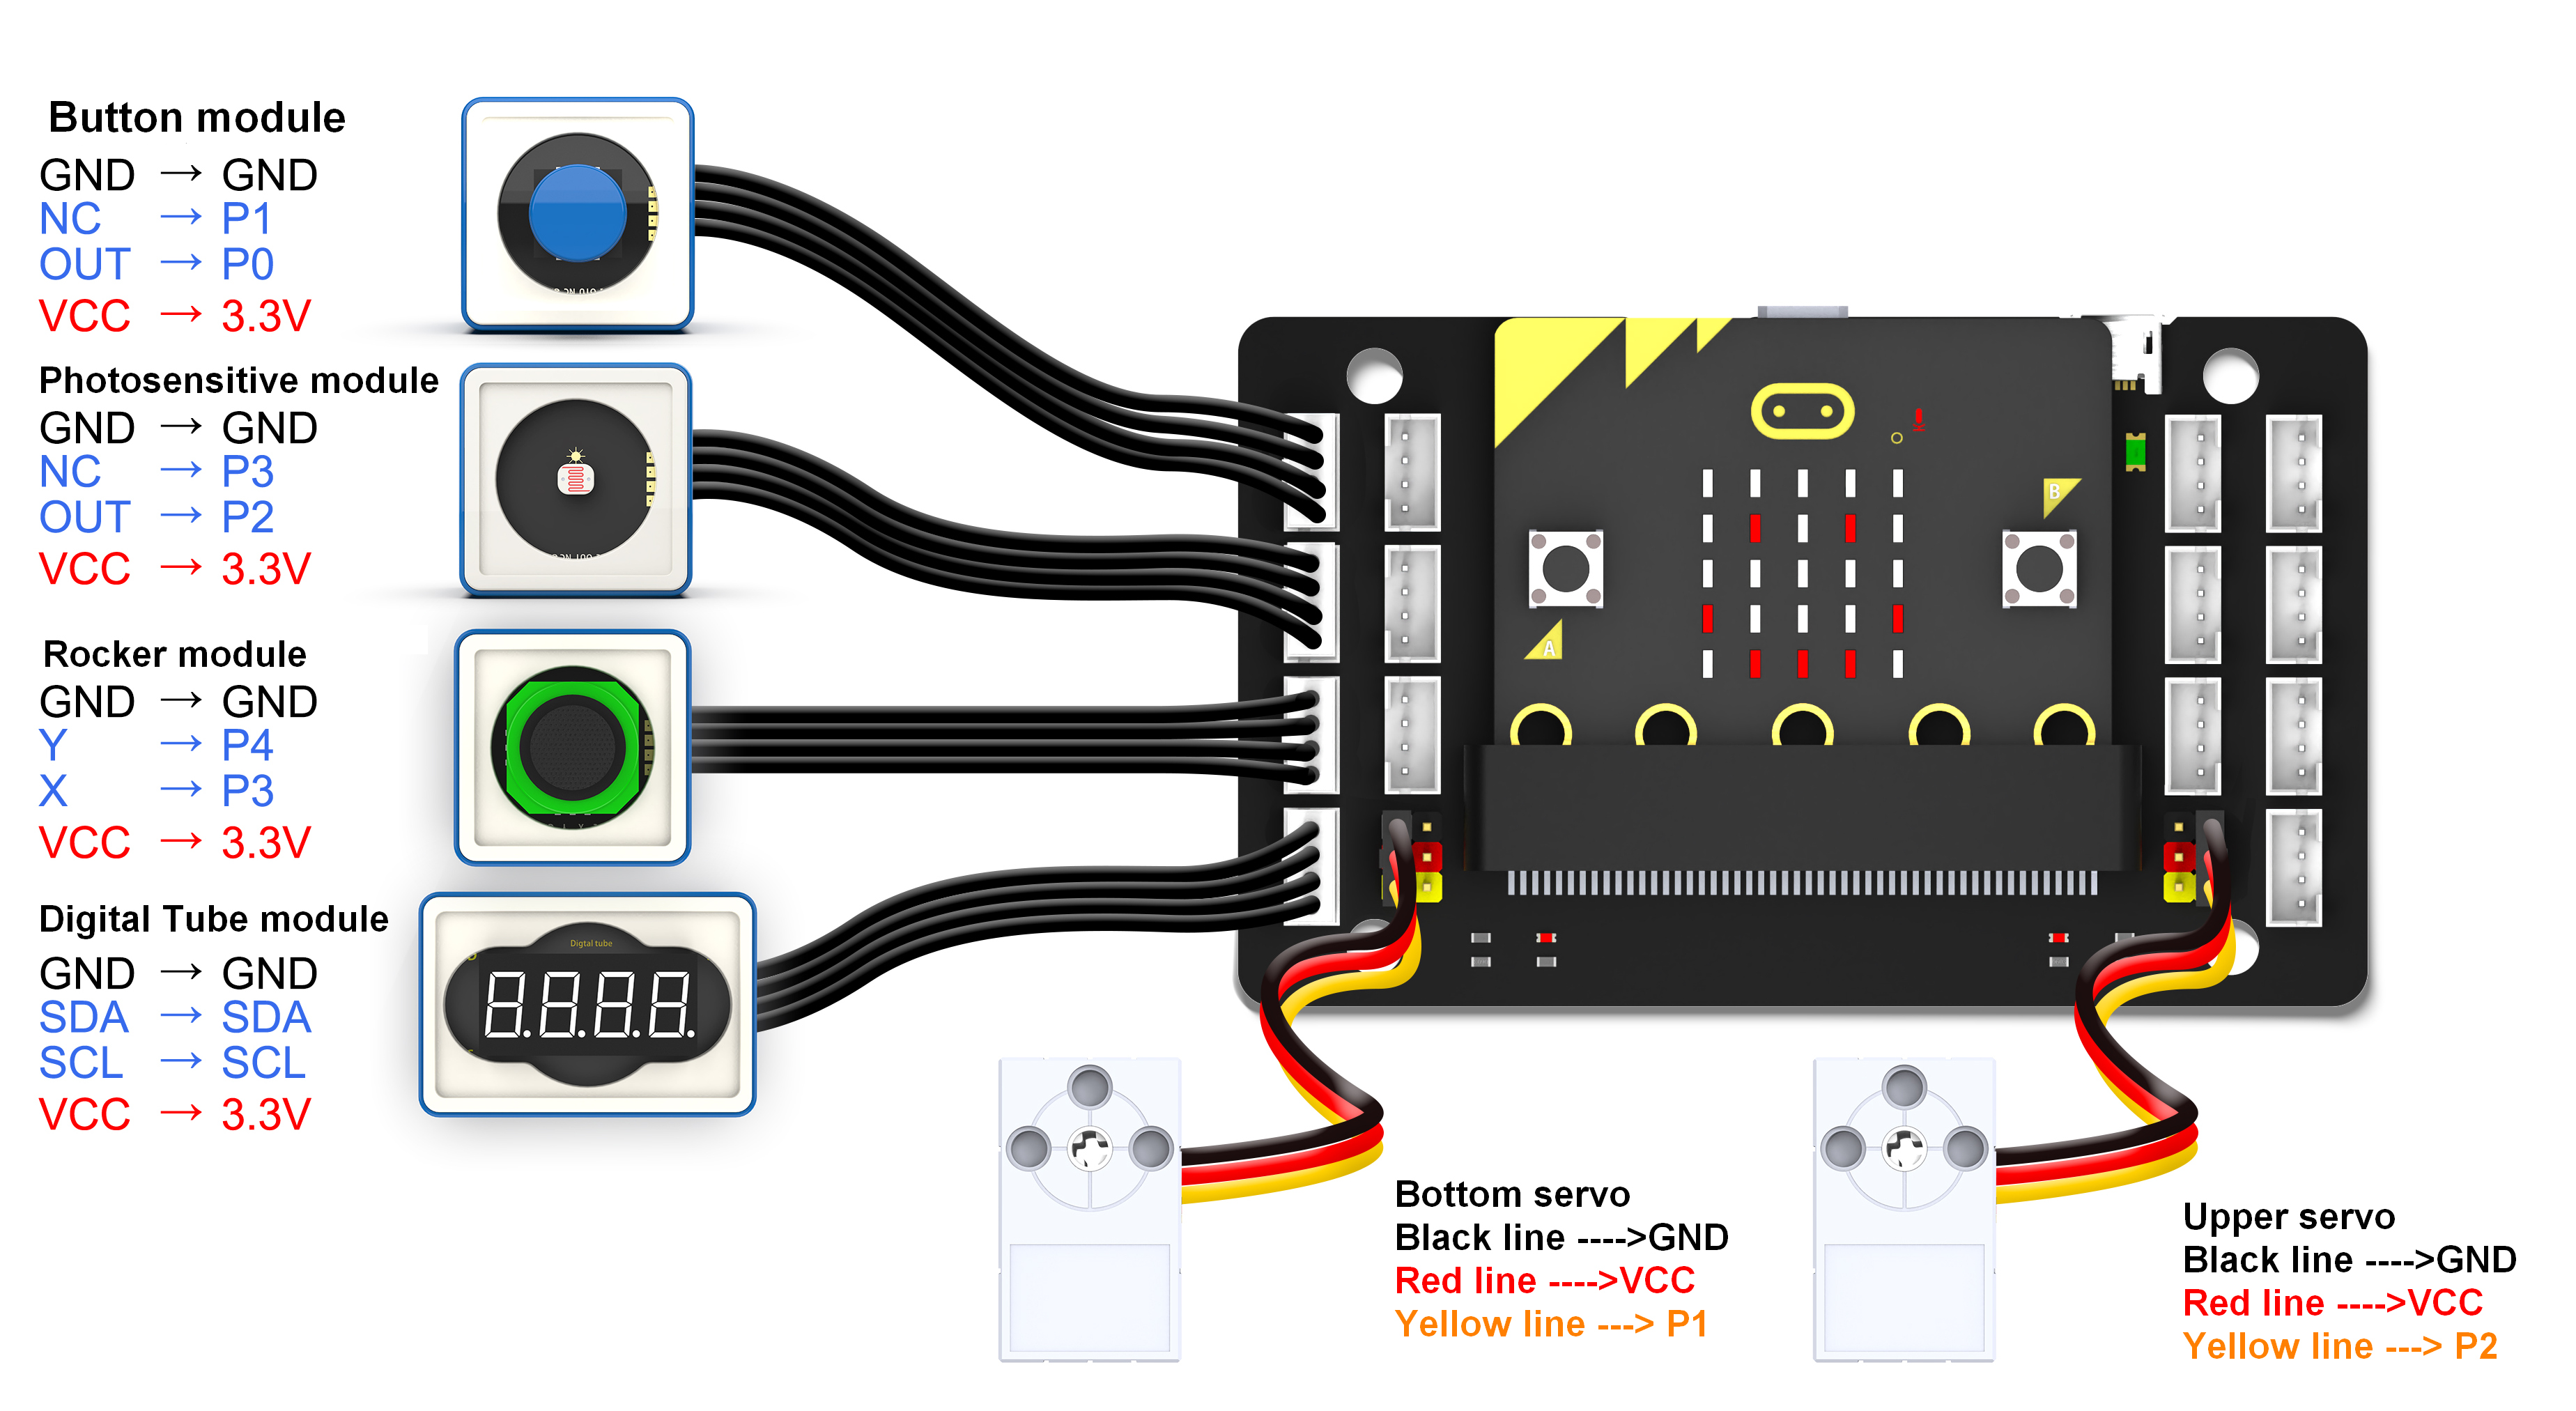 Button module
GND → GND
NC → P1
OUT → P0
VCC → 3.3V
Photosensitive module
GND → GND
NC → P3
OUT → P2
VCC → 3.3V
Rocker module
GND → GND
Y → P4
X → P3
VCC → 3.3V
Digital Tube module
GND → GND
SDA → SDA
SCL → SCL
VCC → 3.3V
Digtal tube
8.8.8.8.
A
B
Bottom servo
Black line ---->GND
Red line ---->VCC
Yellow line ---> P1
Upper servo
Black line ---->GND
Red line ---->VCC
Yellow line ---> P2